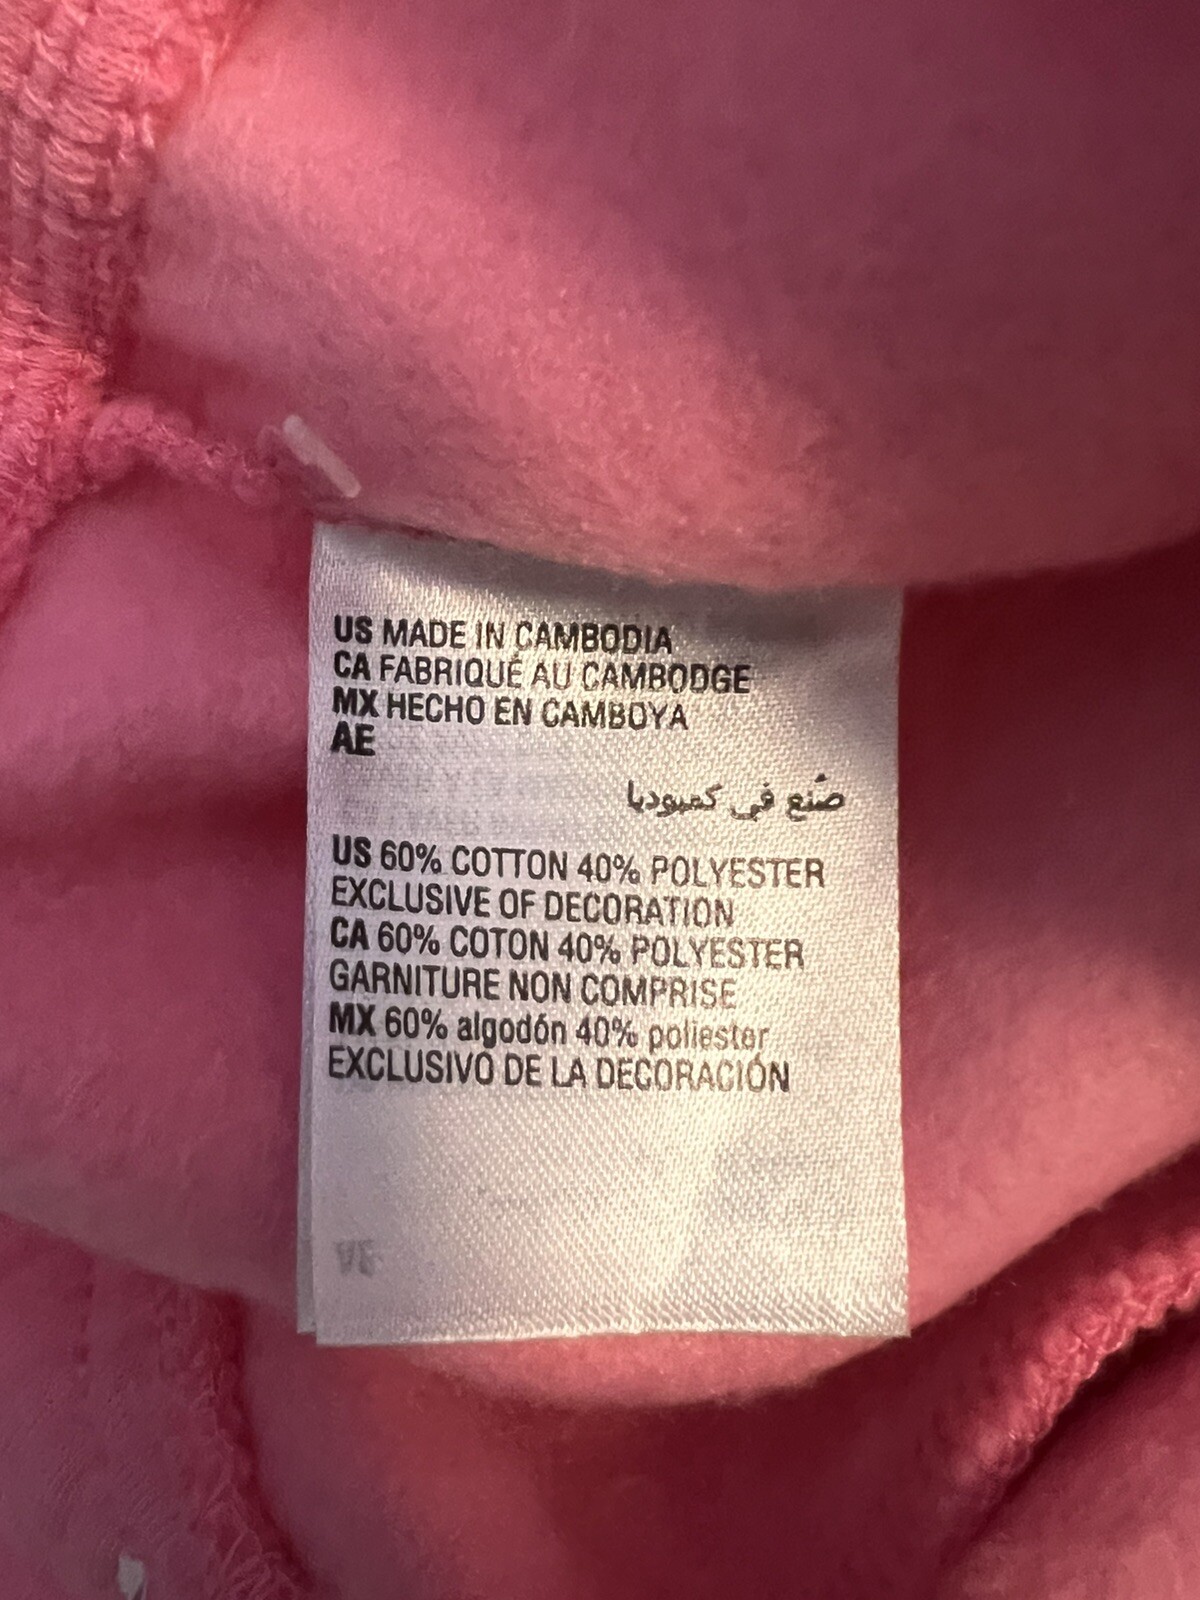 US MADE IN CAMBODIA
CA FABRIQUÉ AU CAMBODGE
MX HECHO EN CAMBOYA
AE
صُنع في كمبوديا
US 60% COTTON 40% POLYESTER
EXCLUSIVE OF DECORATION
CA 60% COTON 40% POLYESTER
GARNITURE NON COMPRISE
MX 60% algodón 40% poliester
EXCLUSIVO DE LA DECORACIÓN